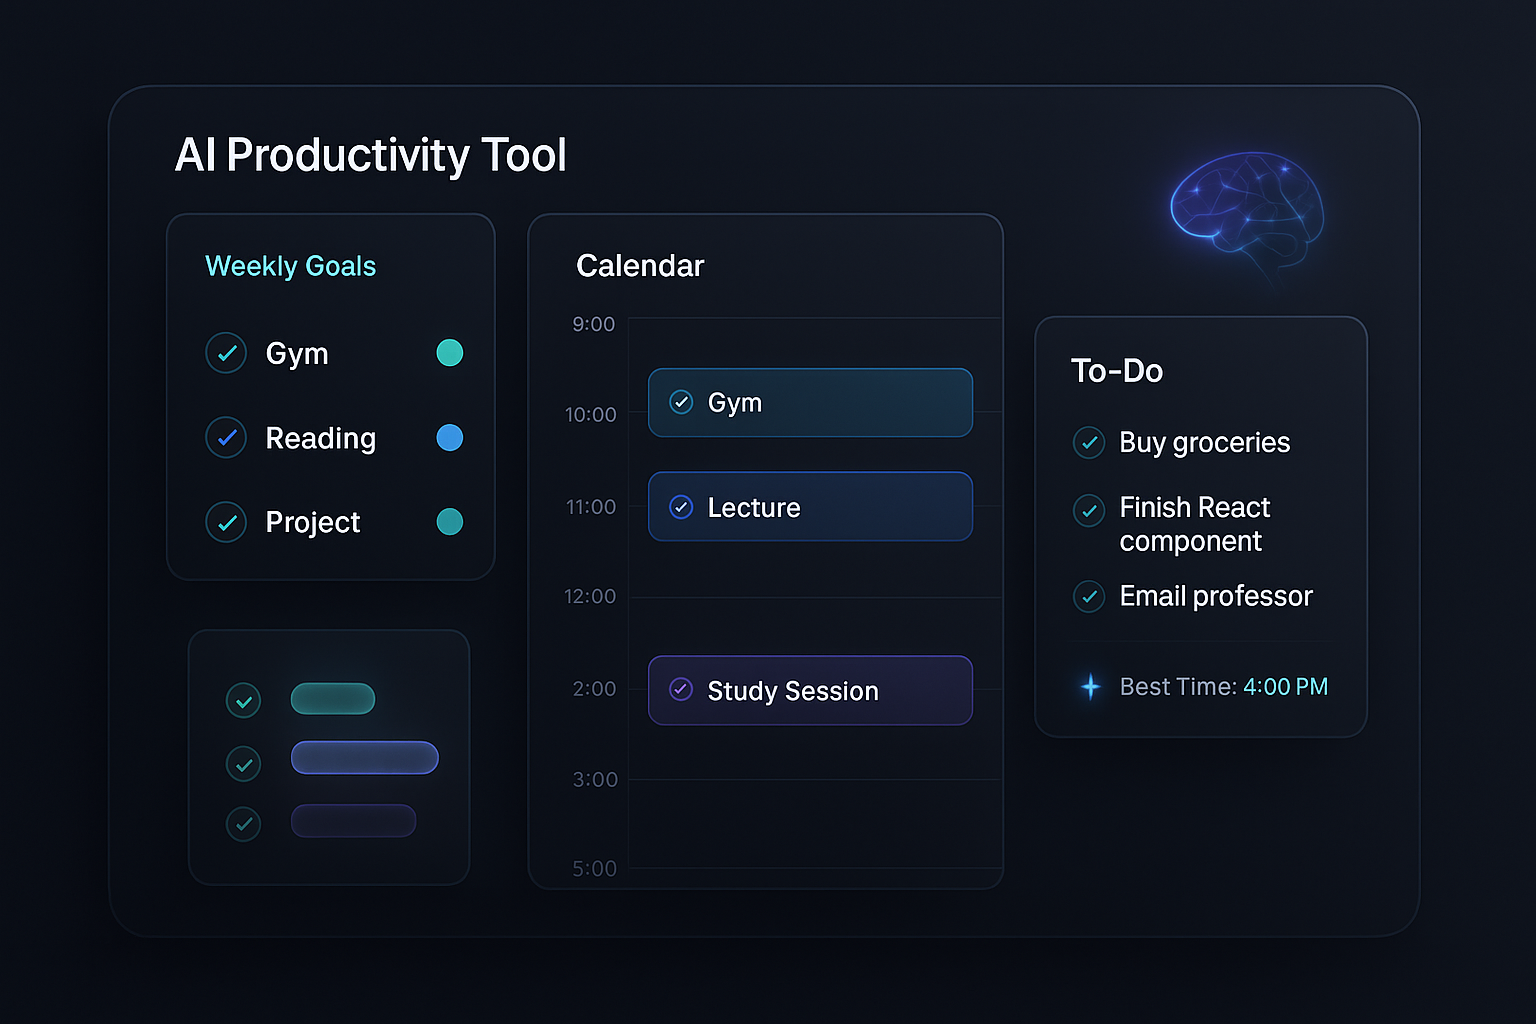 AI Productivity Tool
Weekly Goals
Gym
Reading
Project
Calendar
9:00
Gym
10:00
Lecture
11:00
12:00
Study Session
2:00
3:00
5:00
To-Do
Buy groceries
Finish React
component
Email professor
Best Time: 4:00 PM